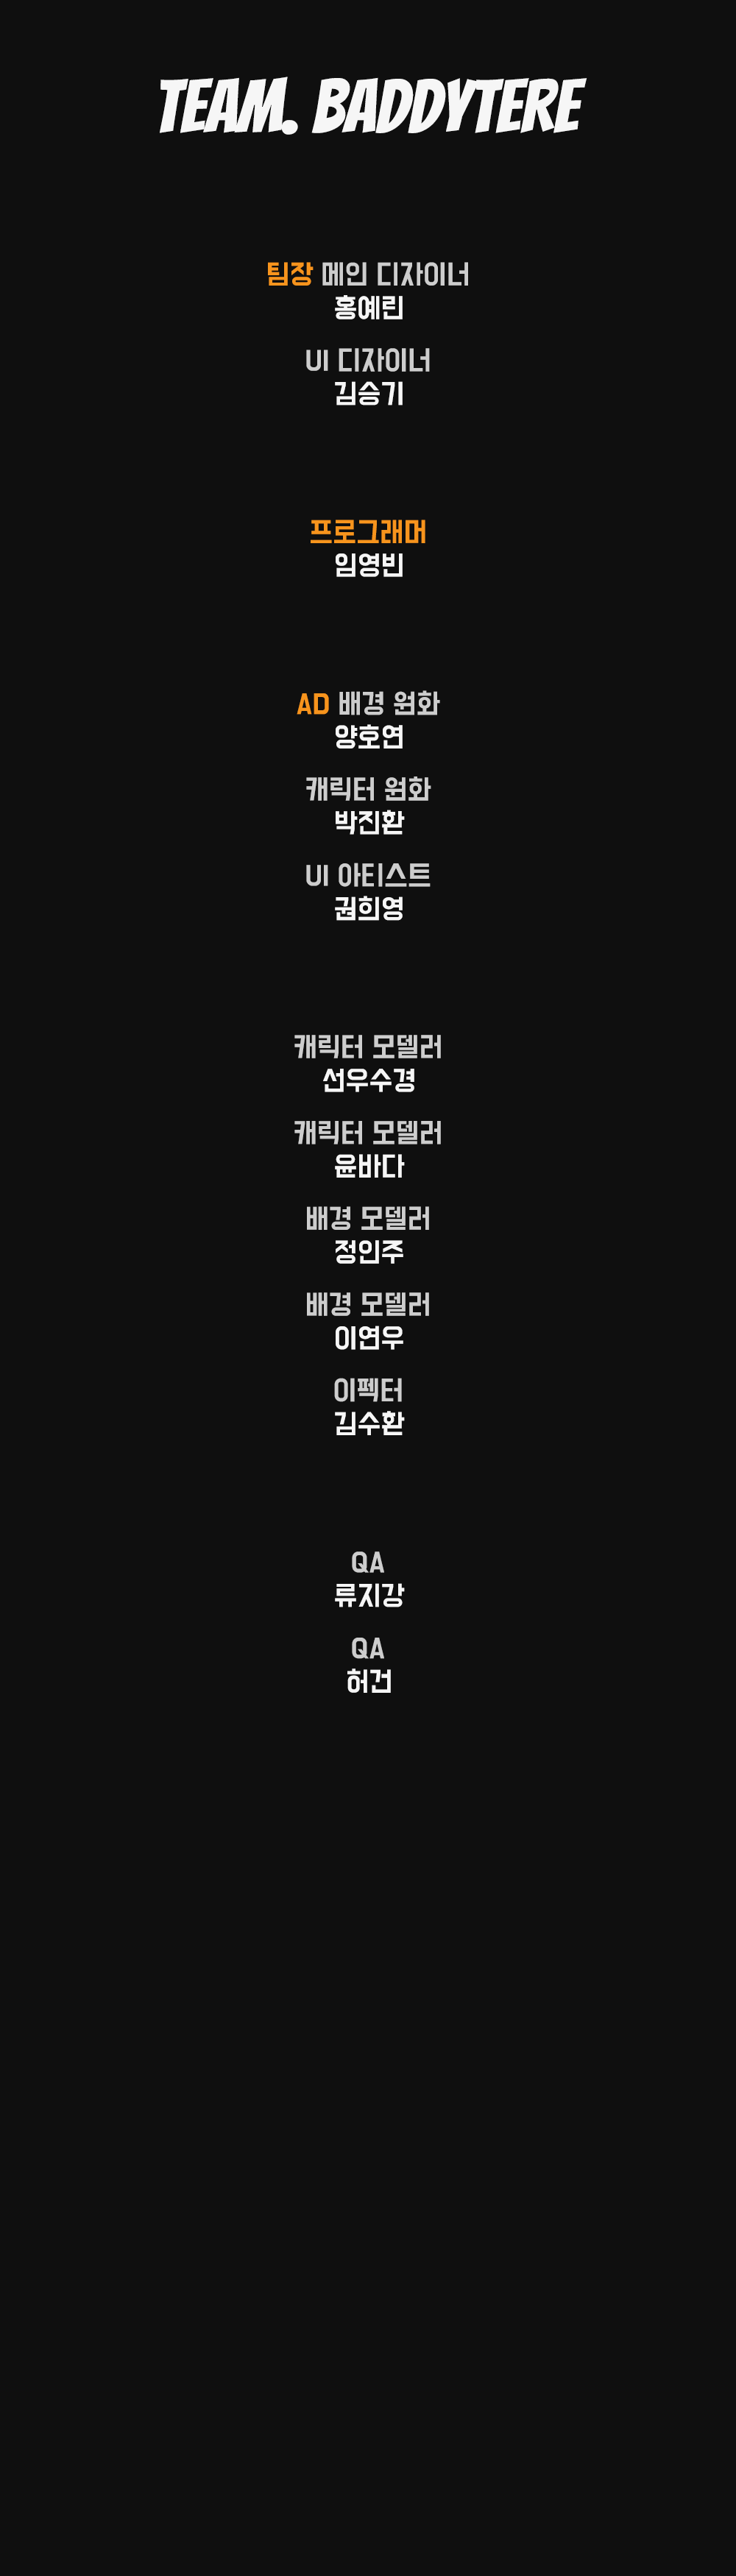 TEAM. BADDYTERE
팀장 메인 디자이너
홍예린
UI 디자이너
김승기
프로그래머
임영빈
AD 배경 원화
양호연
캐릭터 원화
박진환
UI 아티스트
권희영
캐릭터 모델러
선우수경
캐릭터 모델러
윤바다
배경 모델러
정인주
배경 모델러
이연우
이펙터
김수환
QA
류지강
QA
허건